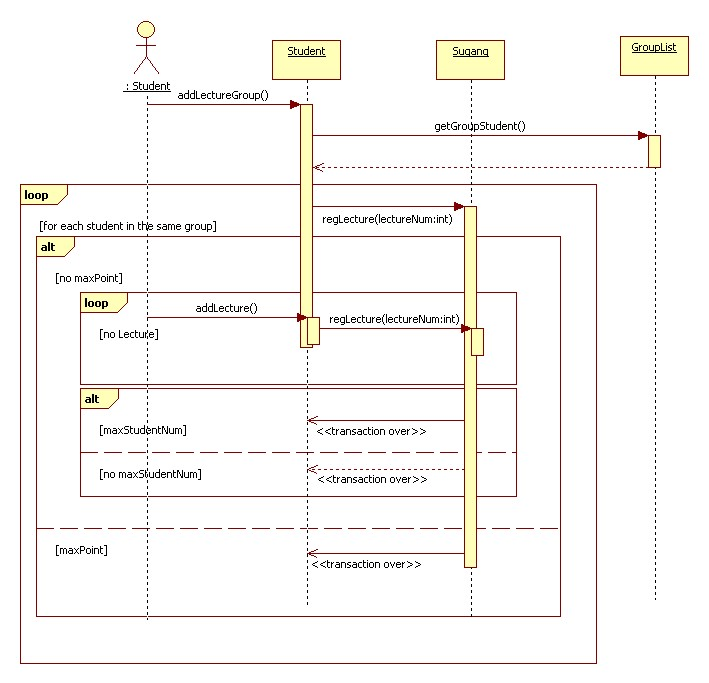 : Student
Student
Sugang
GroupList
addLectureGroup()
getGroupStudent()
loop
regLecture(lectureNum:int)
[for each student in the same group]
alt
[no maxPoint]
loop
addLecture()
regLecture(lectureNum:int)
[no Lecture]
alt
[maxStudentNum]
<<transaction over>>
[no maxStudentNum]
<<transaction over>>
[maxPoint]
<<transaction over>>